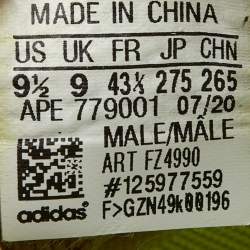 MADE IN CHINA
US UK FR JP CHN
9½ 9 43⅓ 275 265
APE 779001 07/20
MALE/MÂLE
ART FZ4990
#125977559
adidas F>GZN49k00196